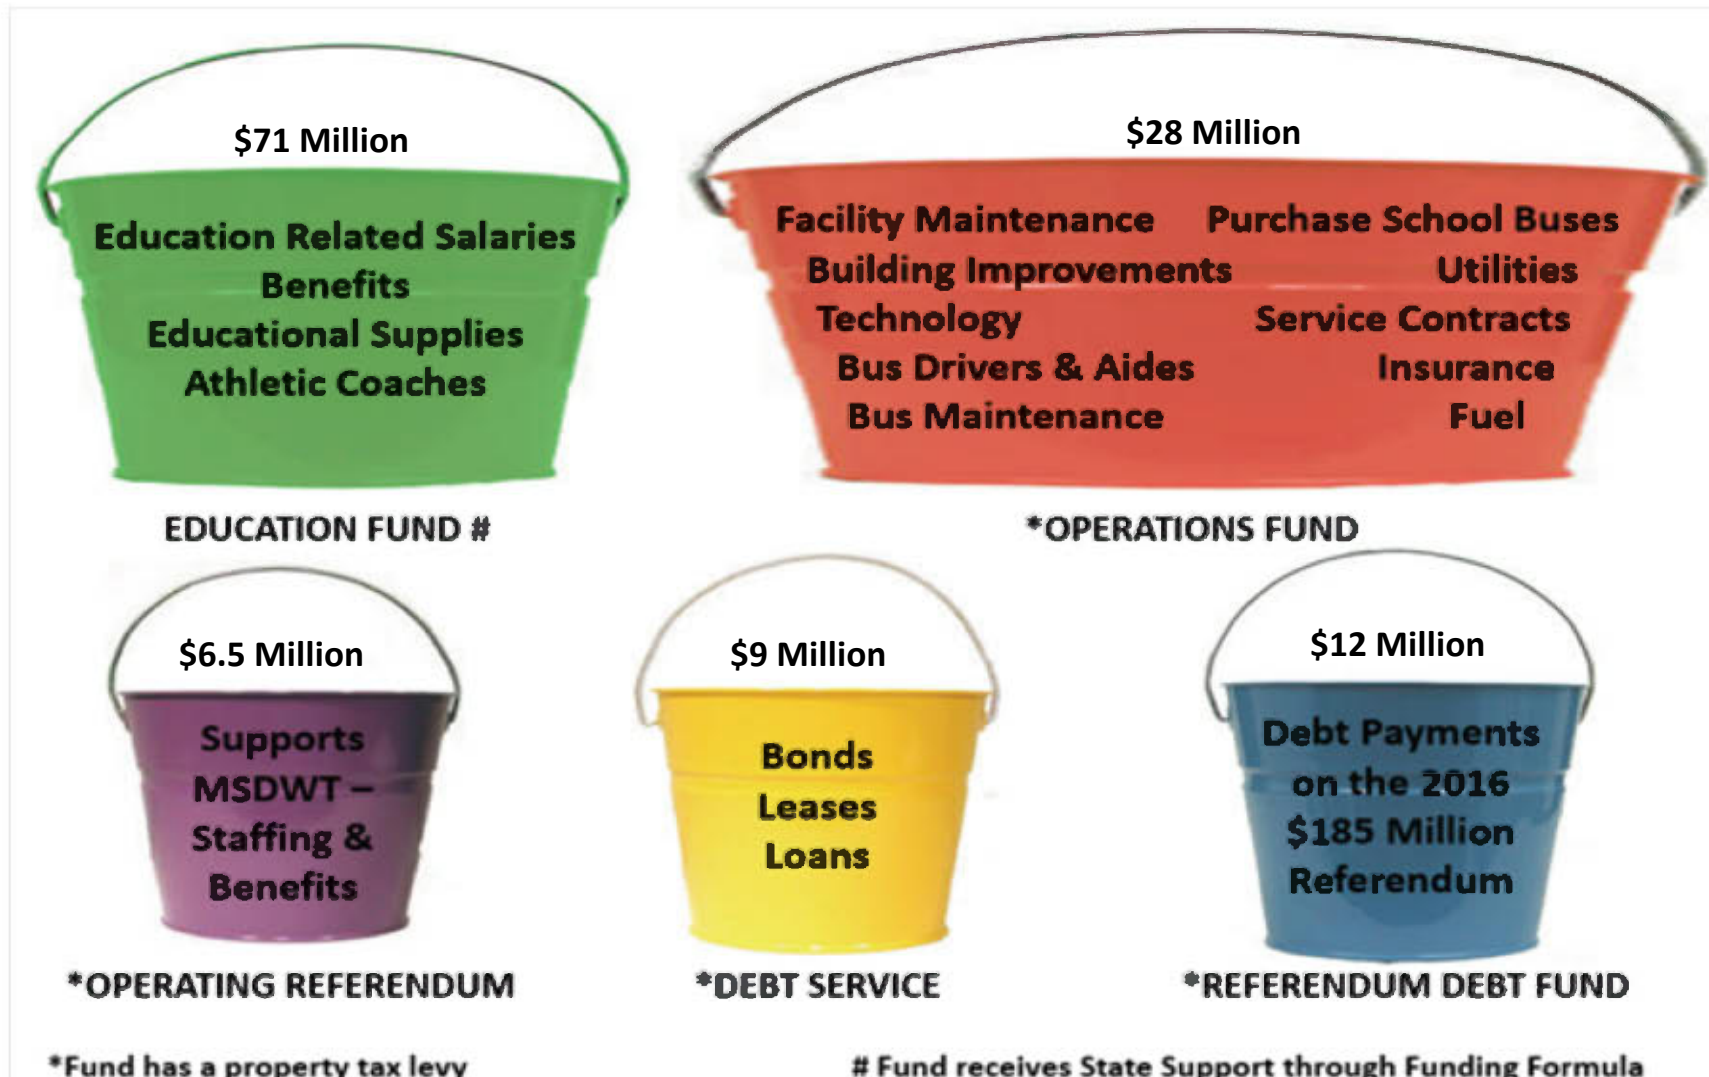 $71 Million
Education Related Salaries
Benefits
Educational Supplies
Athletic Coaches
EDUCATION FUND #
$28 Million
Facility Maintenance Purchase School Buses
Building Improvements Utilities
Technology Service Contracts
Bus Drivers & Aides Insurance
Bus Maintenance Fuel
*OPERATIONS FUND
$6.5 Million
Supports
MSDWT –
Staffing &
Benefits
*OPERATING REFERENDUM
$9 Million
Bonds
Leases
Loans
*DEBT SERVICE
$12 Million
Debt Payments
on the 2016
$185 Million
Referendum
*REFERENDUM DEBT FUND
*Fund has a property tax levy
# Fund receives State Support through Funding Formula